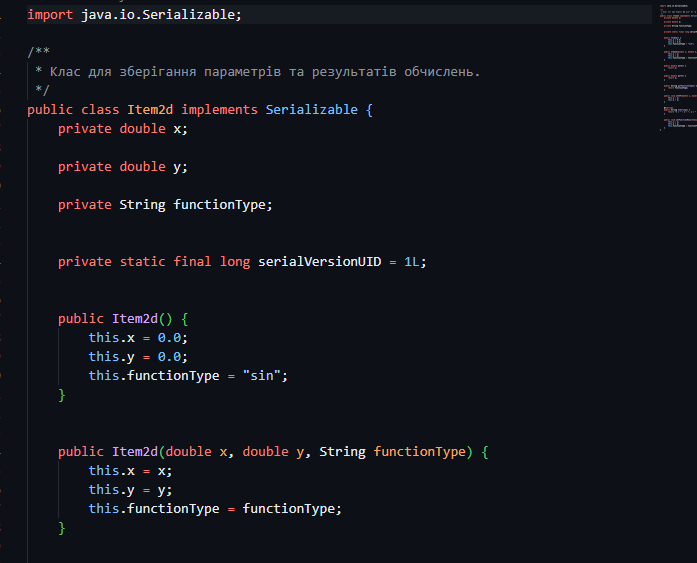 import java.io.Serializable;
/**
* Клас для зберігання параметрів та результатів обчислень.
*/
public class Item2d implements Serializable {
private double x;
private double y;
private String functionType;
private static final long serialVersionUID = 1L;
public Item2d() {
this.x = 0.0;
this.y = 0.0;
this.functionType = "sin";
}
public Item2d(double x, double y, String functionType) {
this.x = x;
this.y = y;
this.functionType = functionType;
}